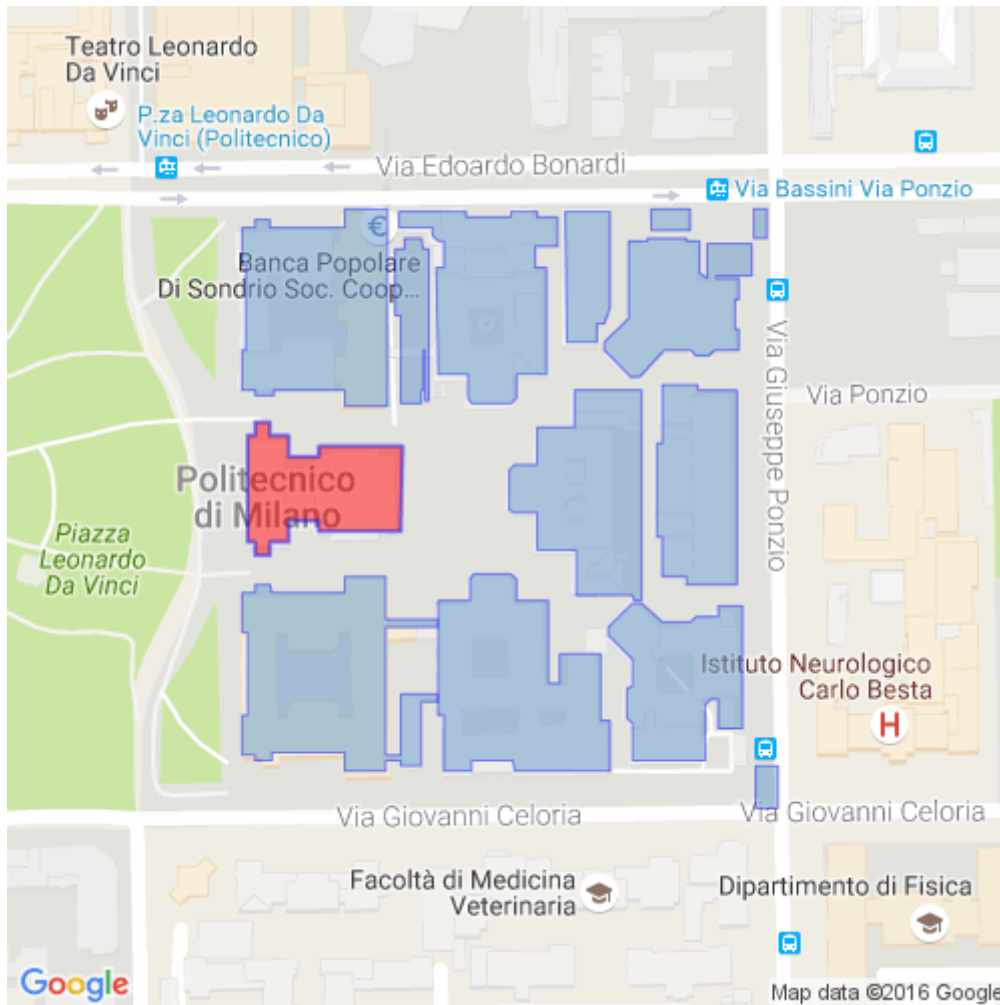 Teatro Leonardo
Da Vinci
P.za Leonardo Da
Vinci (Politecnico)
Via Edoardo Bonardi
Via Bassini Via Ponzio
€
Banca Popolare
Di Sondrio Soc. Coop...
Via Giuseppe Ponzio
Via Ponzio
Politecnico
di Milano
Piazza
Leonardo
Da Vinci
Istituto Neurologico
Carlo Besta
H
Via Giovanni Celoria
Via Giovanni Celoria
Facoltà di Medicina
Veterinaria
Dipartimento di Fisica
Google
Map data ©2016 Google